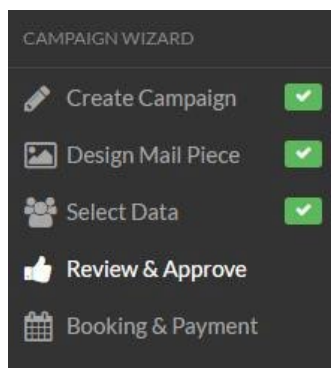 CAMPAIGN WIZARD
Create Campaign
Design Mail Piece
Select Data
Review & Approve
Booking & Payment